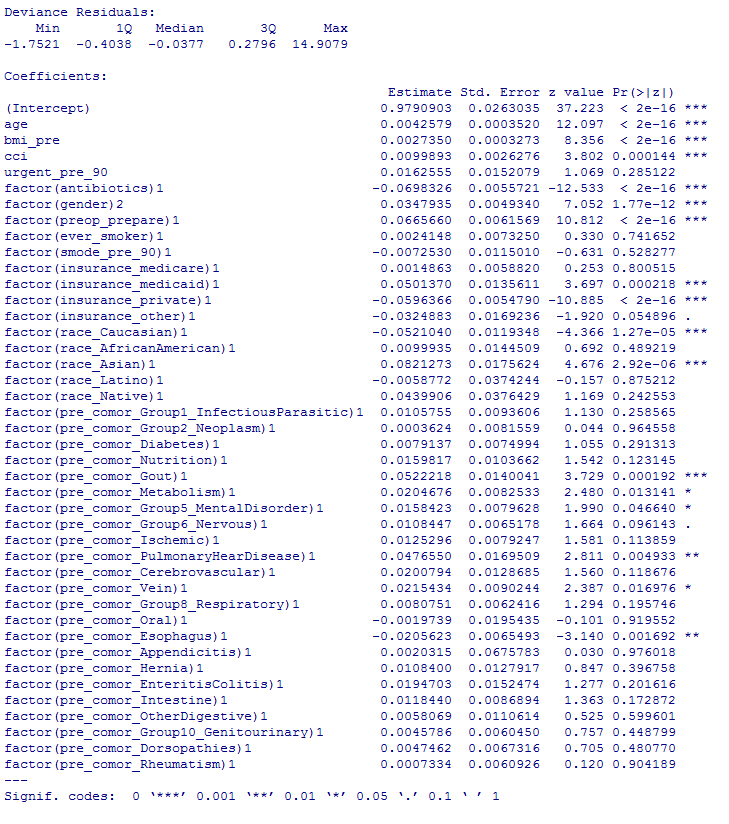 Deviance Residuals:
    Min       1Q   Median       3Q      Max
-1.7521  -0.4038  -0.0377   0.2796  14.9079
Coefficients:
Estimate Std. Error z value Pr(>|z|)
(Intercept) 0.9790903 0.0263035 37.223 < 2e-16 ***
age 0.0042579 0.0003520 12.097 < 2e-16 ***
bmi_pre 0.0027350 0.0003273 8.356 < 2e-16 ***
cci 0.0099893 0.0026276 3.802 0.000144 ***
urgent_pre_90 0.0162555 0.0152079 1.069 0.285122
factor(antibiotics)1 -0.0698326 0.0055721 -12.533 < 2e-16 ***
factor(gender)2 0.0347935 0.0049340 7.052 1.77e-12 ***
factor(preop_prepare)1 0.0665660 0.0061569 10.812 < 2e-16 ***
factor(ever_smoker)1 0.0024148 0.0073250 0.330 0.741652
factor(smode_pre_90)1 -0.0072530 0.0115010 -0.631 0.528277
factor(insurance_medicare)1 0.0014863 0.0058820 0.253 0.800515
factor(insurance_medicaid)1 0.0501370 0.0135611 3.697 0.000218 ***
factor(insurance_private)1 -0.0596366 0.0054790 -10.885 < 2e-16 ***
factor(insurance_other)1 -0.0324883 0.0169236 -1.920 0.054896 .
factor(race_Caucasian)1 -0.0521040 0.0119348 -4.366 1.27e-05 ***
factor(race_AfricanAmerican)1 0.0099935 0.0144509 0.692 0.489219
factor(race_Asian)1 0.0821273 0.0175624 4.676 2.92e-06 ***
factor(race_Latino)1 -0.0058772 0.0374244 -0.157 0.875212
factor(race_Native)1 0.0439906 0.0376429 1.169 0.242553
factor(pre_comor_Group1_InfectiousParasitic)1 0.0105755 0.0093606 1.130 0.258565
factor(pre_comor_Group2_Neoplasm)1 0.0003624 0.0081559 0.044 0.964558
factor(pre_comor_Diabetes)1 0.0079137 0.0074994 1.055 0.291313
factor(pre_comor_Nutrition)1 0.0159817 0.0103662 1.542 0.123145
factor(pre_comor_Gout)1 0.0522218 0.0140041 3.729 0.000192 ***
factor(pre_comor_Metabolism)1 0.0204676 0.0082533 2.480 0.013141 *
factor(pre_comor_Group5_MentalDisorder)1 0.0158423 0.0079628 1.990 0.046640 *
factor(pre_comor_Group6_Nervous)1 0.0108447 0.0065178 1.664 0.096143 .
factor(pre_comor_Ischemic)1 0.0125296 0.0079247 1.581 0.113859
factor(pre_comor_PulmonaryHearDisease)1 0.0476550 0.0169509 2.811 0.004933 **
factor(pre_comor_Cerebrovascular)1 0.0200794 0.0128685 1.560 0.118676
factor(pre_comor_Vein)1 0.0215434 0.0090244 2.387 0.016976 *
factor(pre_comor_Group8_Respiratory)1 0.0080751 0.0062416 1.294 0.195746
factor(pre_comor_Oral)1 -0.0019739 0.0195435 -0.101 0.919552
factor(pre_comor_Esophagus)1 -0.0205623 0.0065493 -3.140 0.001692 **
factor(pre_comor_Appendicitis)1 0.0020315 0.0675783 0.030 0.976018
factor(pre_comor_Hernia)1 0.0108400 0.0127917 0.847 0.396758
factor(pre_comor_EnteritisColitis)1 0.0194703 0.0152474 1.277 0.201616
factor(pre_comor_Intestine)1 0.0118440 0.0086894 1.363 0.172872
factor(pre_comor_OtherDigestive)1 0.0058069 0.0110614 0.525 0.599601
factor(pre_comor_Group10_Genitourinary)1 0.0045786 0.0060450 0.757 0.448799
factor(pre_comor_Dorsopathies)1 0.0047462 0.0067316 0.705 0.480770
factor(pre_comor_Rheumatism)1 0.0007334 0.0060926 0.120 0.904189
---
Signif. codes:  0 ‘***’ 0.001 ‘**’ 0.01 ‘*’ 0.05 ‘.’ 0.1 ‘ ’ 1